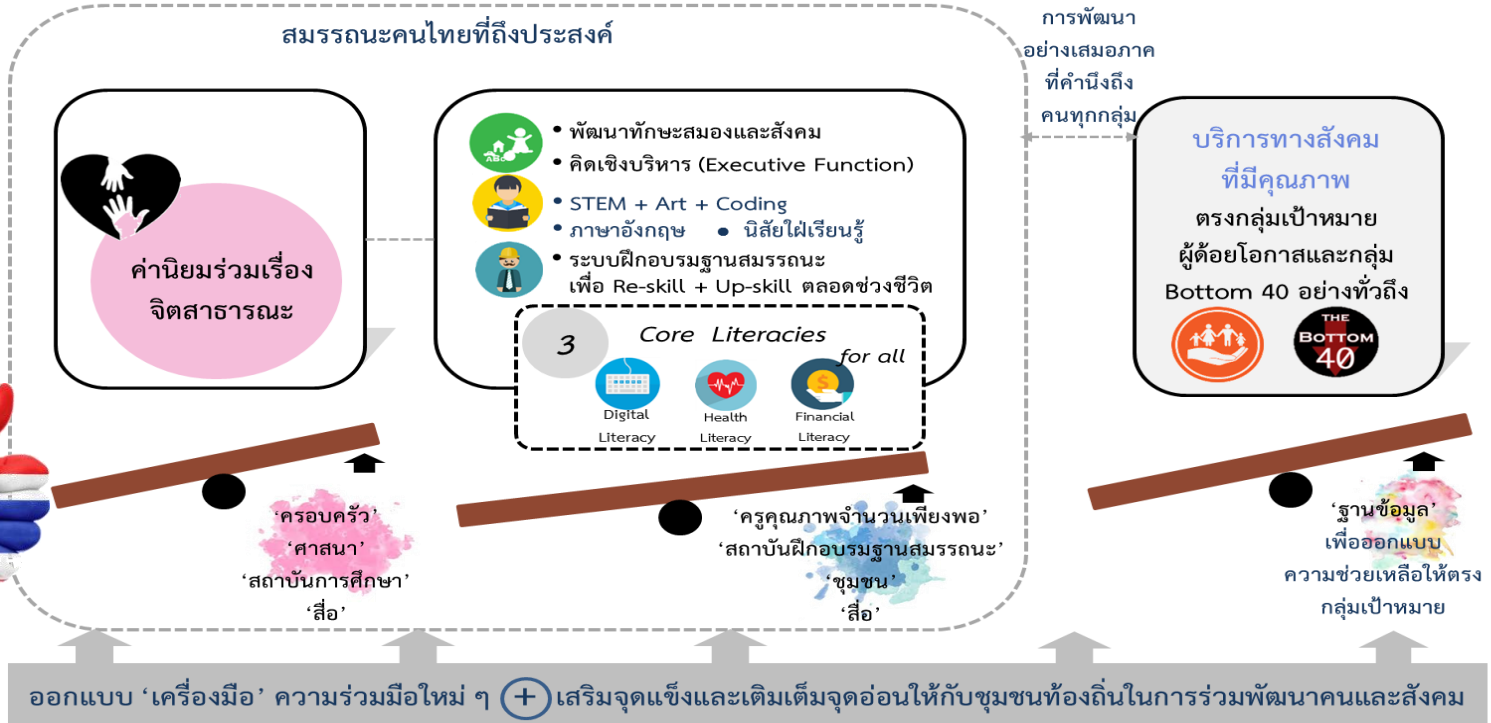 สมรรถนะคนไทยที่ถึงประสงค์
ค่านิยมร่วมเรื่อง
จิตสาธารณะ
ABC
• พัฒนาทักษะสมองและสังคม
• คิดเชิงบริหาร (Executive Function)
• STEM + Art + Coding
• ภาษาอังกฤษ • นิสัยใฝ่เรียนรู้
• ระบบฝึกอบรมฐานสมรรถนะ
เพื่อ Re-skill + Up-skill ตลอดช่วงชีวิต
3 Core Literacies
for all
Digital
Literacy
Health
Literacy
Financial
Literacy
การพัฒนา
อย่างเสมอภาค
ที่คำนึงถึง
คนทุกกลุ่ม
บริการทางสังคม
ที่มีคุณภาพ
ตรงกลุ่มเป้าหมาย
ผู้ด้อยโอกาสและกลุ่ม
Bottom 40 อย่างทั่วถึง
THE
BOTTOM
40
‘ครอบครัว’
‘ศาสนา’
‘สถาบันการศึกษา’
‘สื่อ’
‘ครูคุณภาพจำนวนเพียงพอ’
‘สถาบันฝึกอบรมฐานสมรรถนะ’
‘ชุมชน’
‘สื่อ’
‘ฐานข้อมูล’
เพื่อออกแบบ
ความช่วยเหลือให้ตรง
กลุ่มเป้าหมาย
ออกแบบ ‘เครื่องมือ’ ความร่วมมือใหม่ ๆ + เสริมจุดแข็งและเติมเต็มจุดอ่อนให้กับชุมชนท้องถิ่นในการร่วมพัฒนาคนและสังคม